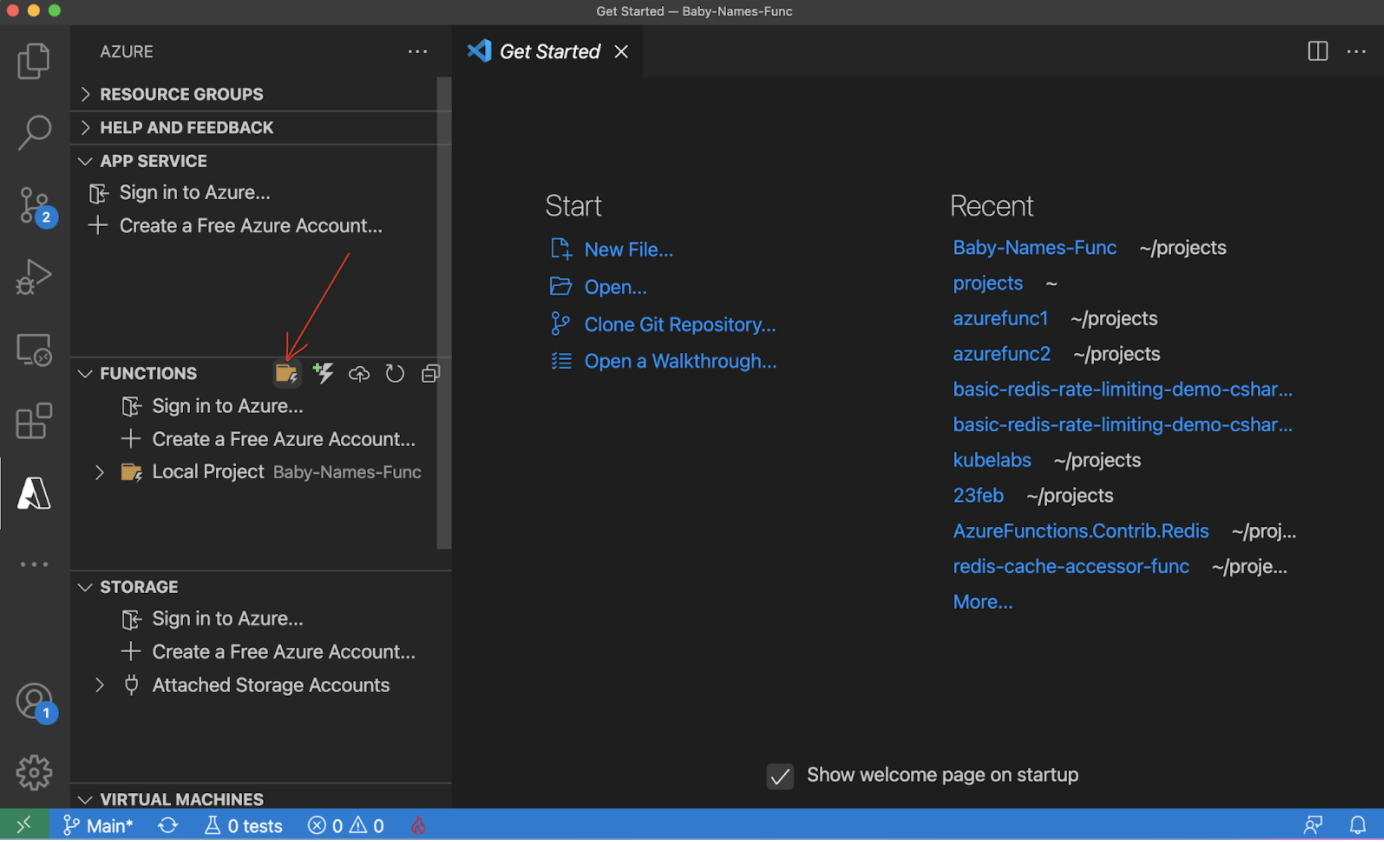 Get Started — Baby-Names-Func
AZURE
RESOURCE GROUPS
HELP AND FEEDBACK
APP SERVICE
Sign in to Azure...
Create a Free Azure Account...
FUNCTIONS
Sign in to Azure...
Create a Free Azure Account...
Local Project Baby-Names-Func
STORAGE
Sign in to Azure...
Create a Free Azure Account...
Attached Storage Accounts
VIRTUAL MACHINES
2
1
Get Started
Start
New File...
Open...
Clone Git Repository...
Open a Walkthrough...
Recent
Baby-Names-Func ~/projects
projects ~
azurefunc1 ~/projects
azurefunc2 ~/projects
basic-redis-rate-limiting-demo-cshar...
basic-redis-rate-limiting-demo-cshar...
kubelabs ~/projects
23feb ~/projects
AzureFunctions.Contrib.Redis ~/proj...
redis-cache-accessor-func ~/proje...
More...
Show welcome page on startup
Main* 0 tests 0 0